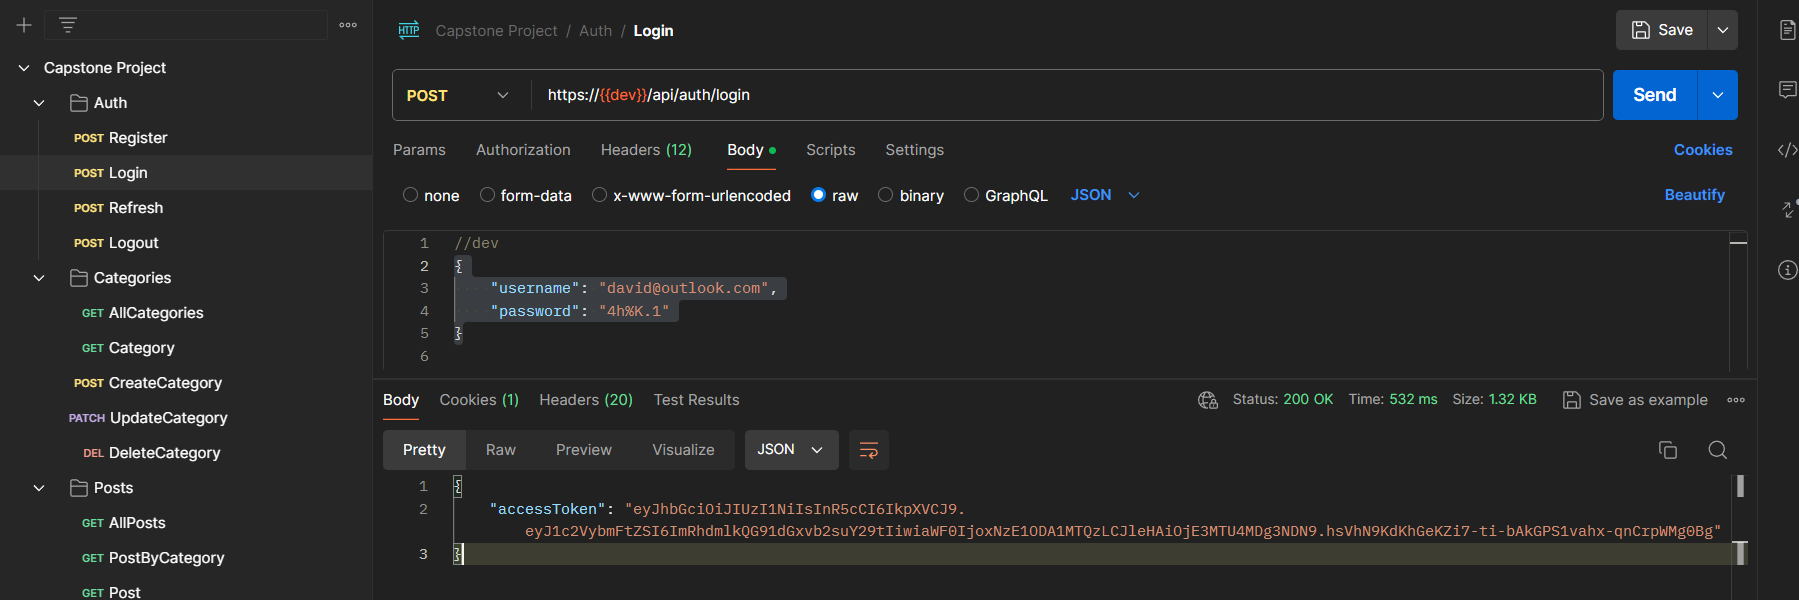 Capstone Project
Auth
POST Register
POST Login
POST Refresh
POST Logout
Categories
GET AllCategories
GET Category
POST CreateCategory
PATCH UpdateCategory
DEL DeleteCategory
Posts
GET AllPosts
GET PostByCategory
GET Post
HTTP Capstone Project / Auth / Login
Save
POST https://{{dev}}/api/auth/login
Send
Params Authorization Headers (12) Body Scripts Settings Cookies
none form-data x-www-form-urlencoded raw binary GraphQL JSON Beautify
1 //dev
2 {
3 "username": "david@outlook.com",
4 "password": "4h%K.1"
5 }
6
Body Cookies (1) Headers (20) Test Results Status: 200 OK Time: 532 ms Size: 1.32 KB Save as example
Pretty Raw Preview Visualize JSON
1 {
2 "accessToken": "eyJhbGciOiJIUzI1NiIsInR5cCI6IkpXVCJ9.
eyJ1c2VybmFtZSI6ImRhdmlkQG91dGxvb2suY29tIiwiaWF0IjoxNzE1ODA1MTQzLCJleHAiOjE3MTU4MDg3NDN9.hsVhN9KdKhGeKZi7-ti-bAkGPS1vahx-qnCrpWMg0Bg"
3 }